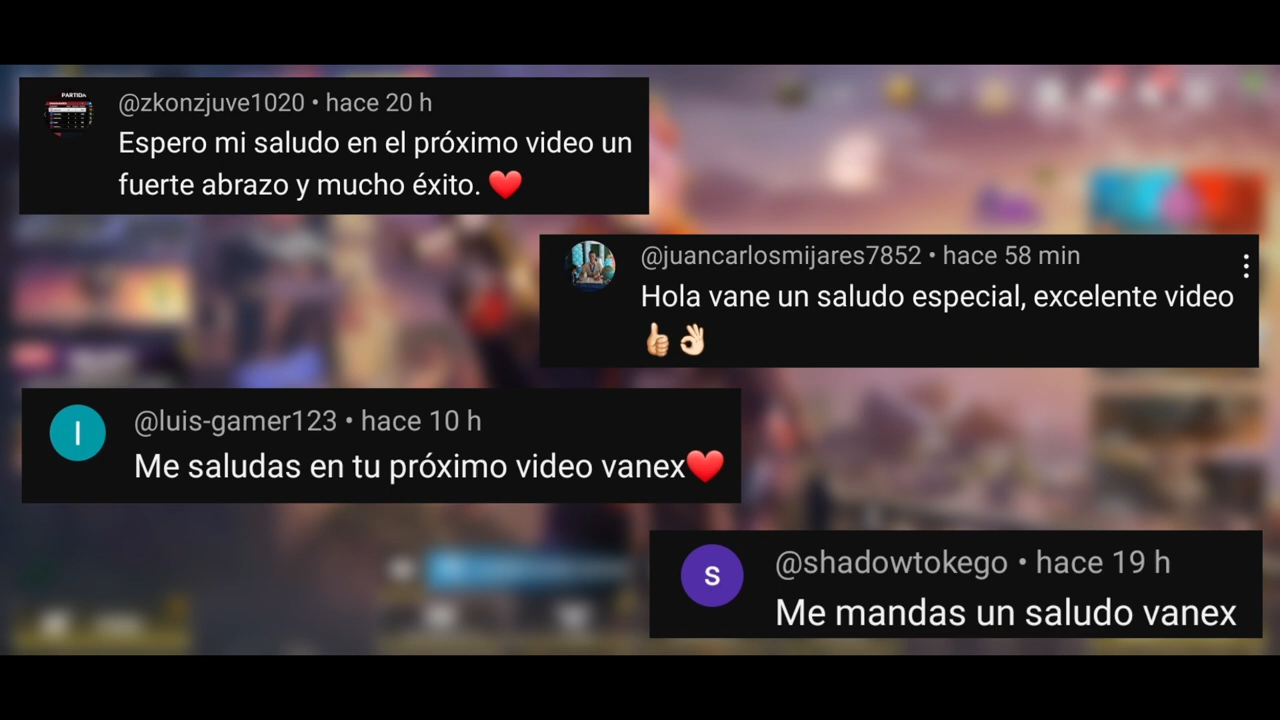 PARTIDA
@zkonzjuve1020 • hace 20 h
Espero mi saludo en el próximo video un
fuerte abrazo y mucho éxito. ❤️
@juancarlosmijares7852 • hace 58 min
Hola vane un saludo especial, excelente video
👍🏻👌🏻
I
@luis-gamer123 • hace 10 h
Me saludas en tu próximo video vanex❤️
S
@shadowtokego • hace 19 h
Me mandas un saludo vanex